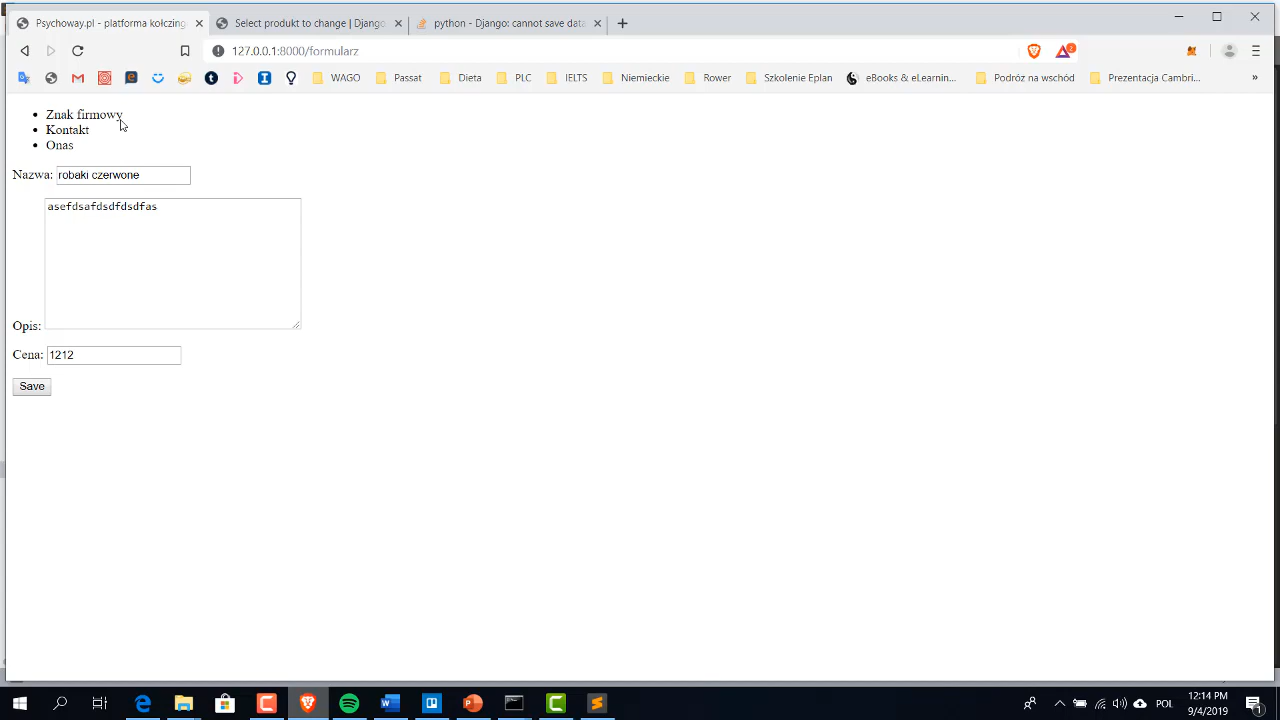 Psychoway.pl - platforma kołczing
Select produkt to change | Django
python - Django: cannot save data
127.0.0.1:8000/formularz
2
WAGO
Passat
Dieta
PLC
IELTS
Niemieckie
Rower
Szkolenie Eplan
eBooks & eLearnin...
Podróż na wschód
Prezentacja Cambri...
»
Znak firmowy
Kontakt
Onas
Nazwa: robaki czerwone
asefdsafdsdfdsdfas
Opis:
Cena: 1212
Save
POL
12:14 PM
9/4/2019
1